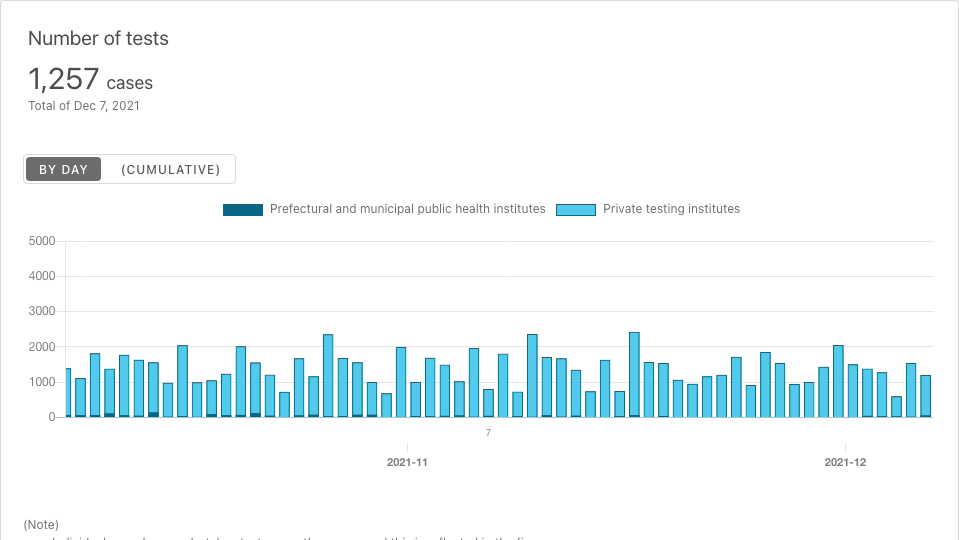 Number of tests
1,257 cases
Total of Dec 7, 2021
BY DAY (CUMULATIVE)
Prefectural and municipal public health institutes Private testing institutes
5000
4000
3000
2000
1000
0
7
2021-11 2021-12
(Note)